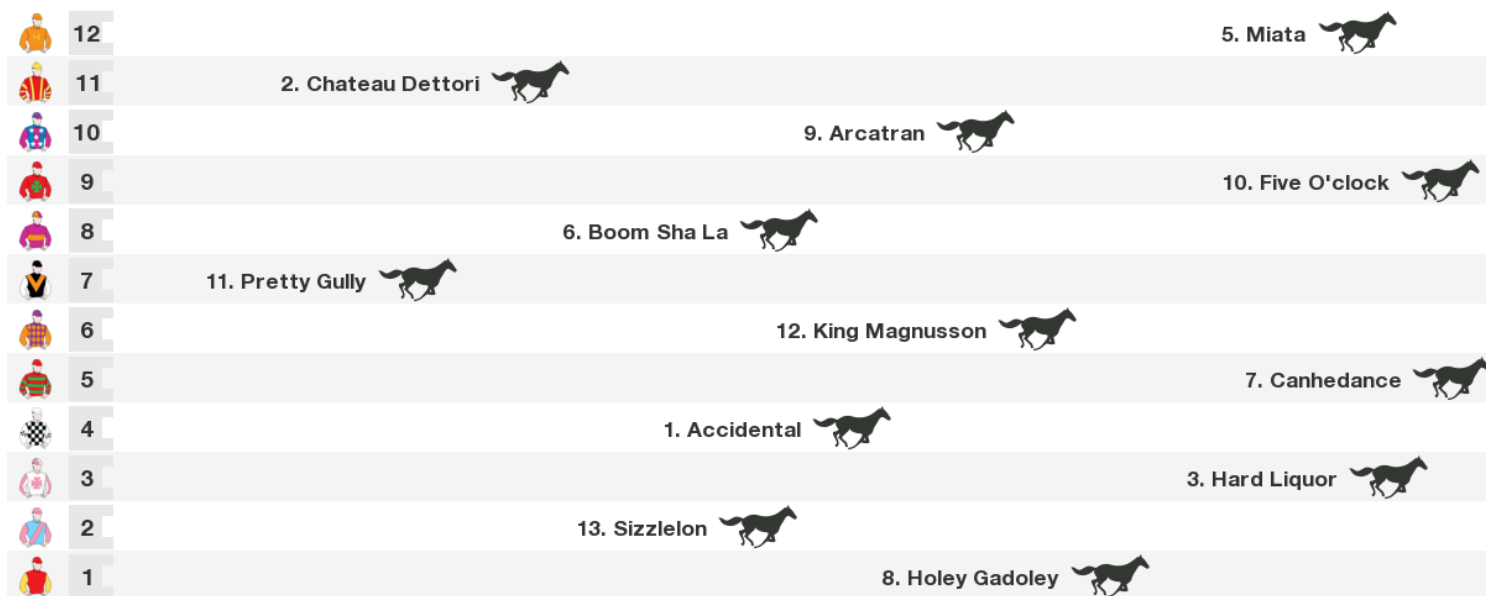 12 5. Miata
11 2. Chateau Dettori
10 9. Arcatran
9 10. Five O'clock
8 6. Boom Sha La
7 11. Pretty Gully
6 12. King Magnusson
5 7. Canhedance
4 1. Accidental
3 3. Hard Liquor
2 13. Sizzlelon
1 8. Holey Gadoley